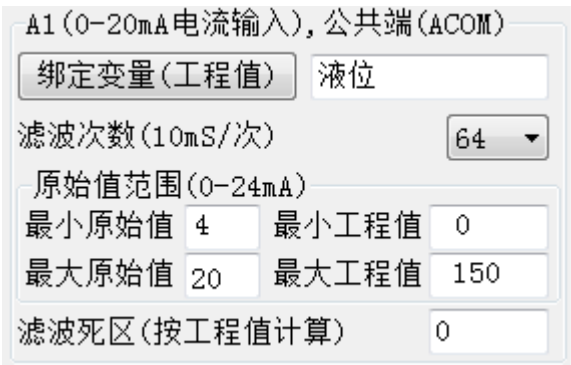 A1(0-20mA电流输入),公共端(ACOM)
绑定变量(工程值) 液位
滤波次数(10mS/次) 64
原始值范围(0-24mA)
最小原始值 4 最小工程值 0
最大原始值 20 最大工程值 150
滤波死区(按工程值计算) 0